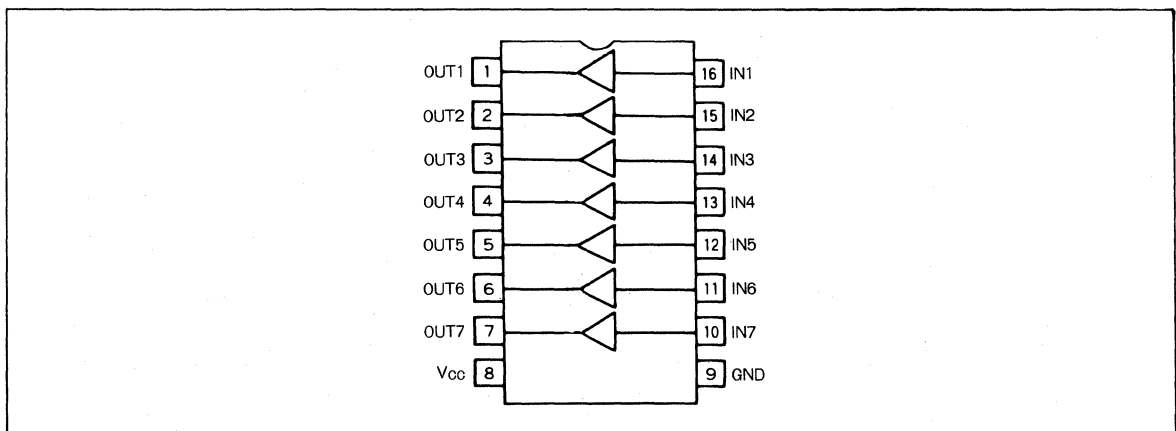 OUT1 1 16 IN1
OUT2 2 15 IN2
OUT3 3 14 IN3
OUT4 4 13 IN4
OUT5 5 12 IN5
OUT6 6 11 IN6
OUT7 7 10 IN7
Vcc 8 9 GND